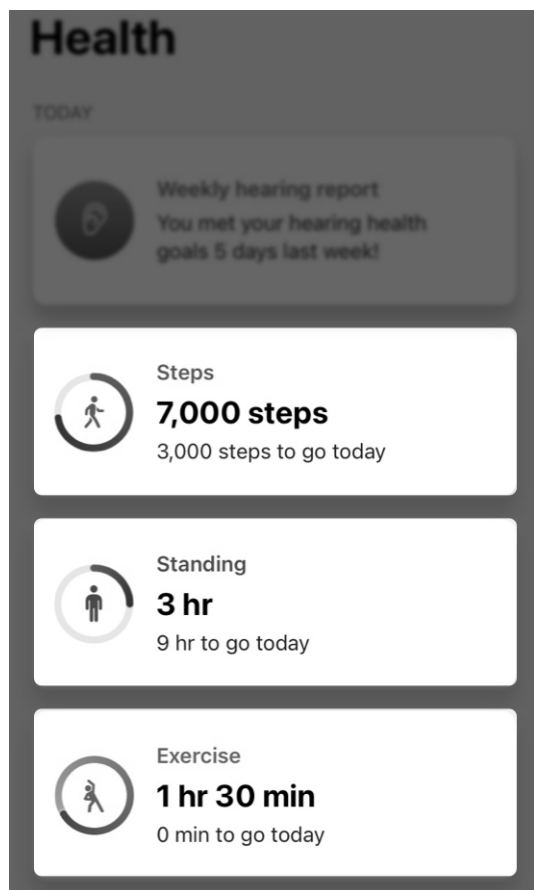 Health
TODAY
Weekly hearing report
You met your hearing health
goals 5 days last week!
Steps
7,000 steps
3,000 steps to go today
Standing
3 hr
9 hr to go today
Exercise
1 hr 30 min
0 min to go today